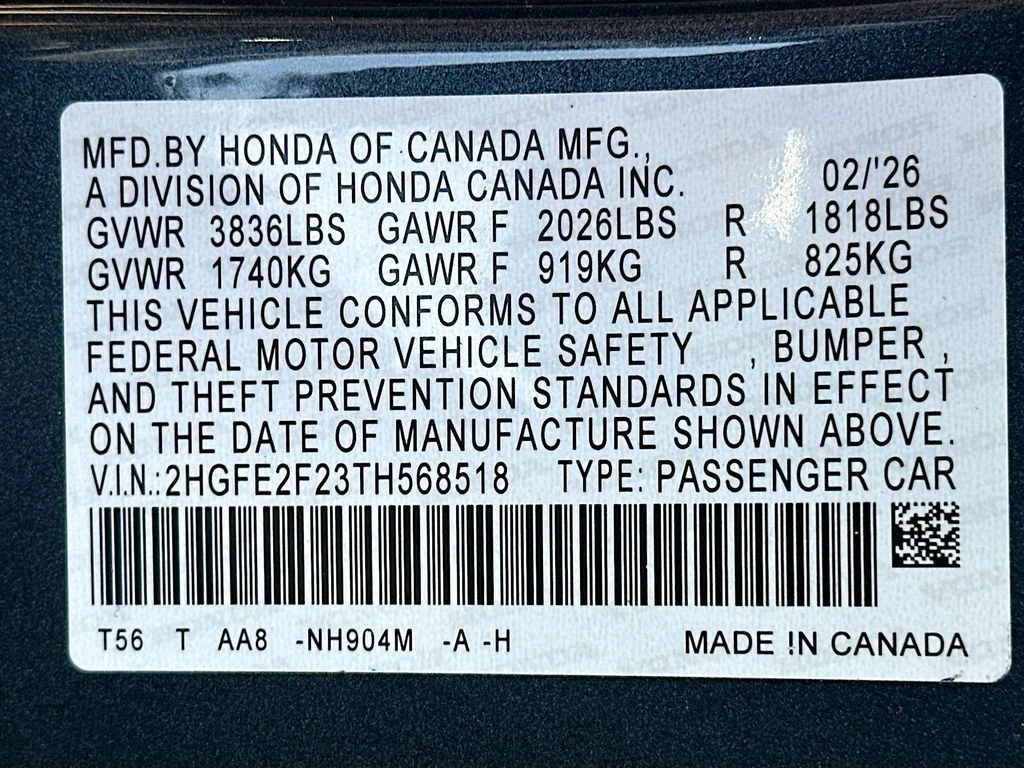 MFD.BY HONDA OF CANADA MFG.,
A DIVISION OF HONDA CANADA INC. 02/'26
GVWR 3836LBS GAWR F 2026LBS R 1818LBS
GVWR 1740KG GAWR F 919KG R 825KG
THIS VEHICLE CONFORMS TO ALL APPLICABLE
FEDERAL MOTOR VEHICLE SAFETY , BUMPER ,
AND THEFT PREVENTION STANDARDS IN EFFECT
ON THE DATE OF MANUFACTURE SHOWN ABOVE.
V.I.N.:2HGFE2F23TH568518 TYPE: PASSENGER CAR
T56 T AA8 -NH904M -A -H MADE IN CANADA